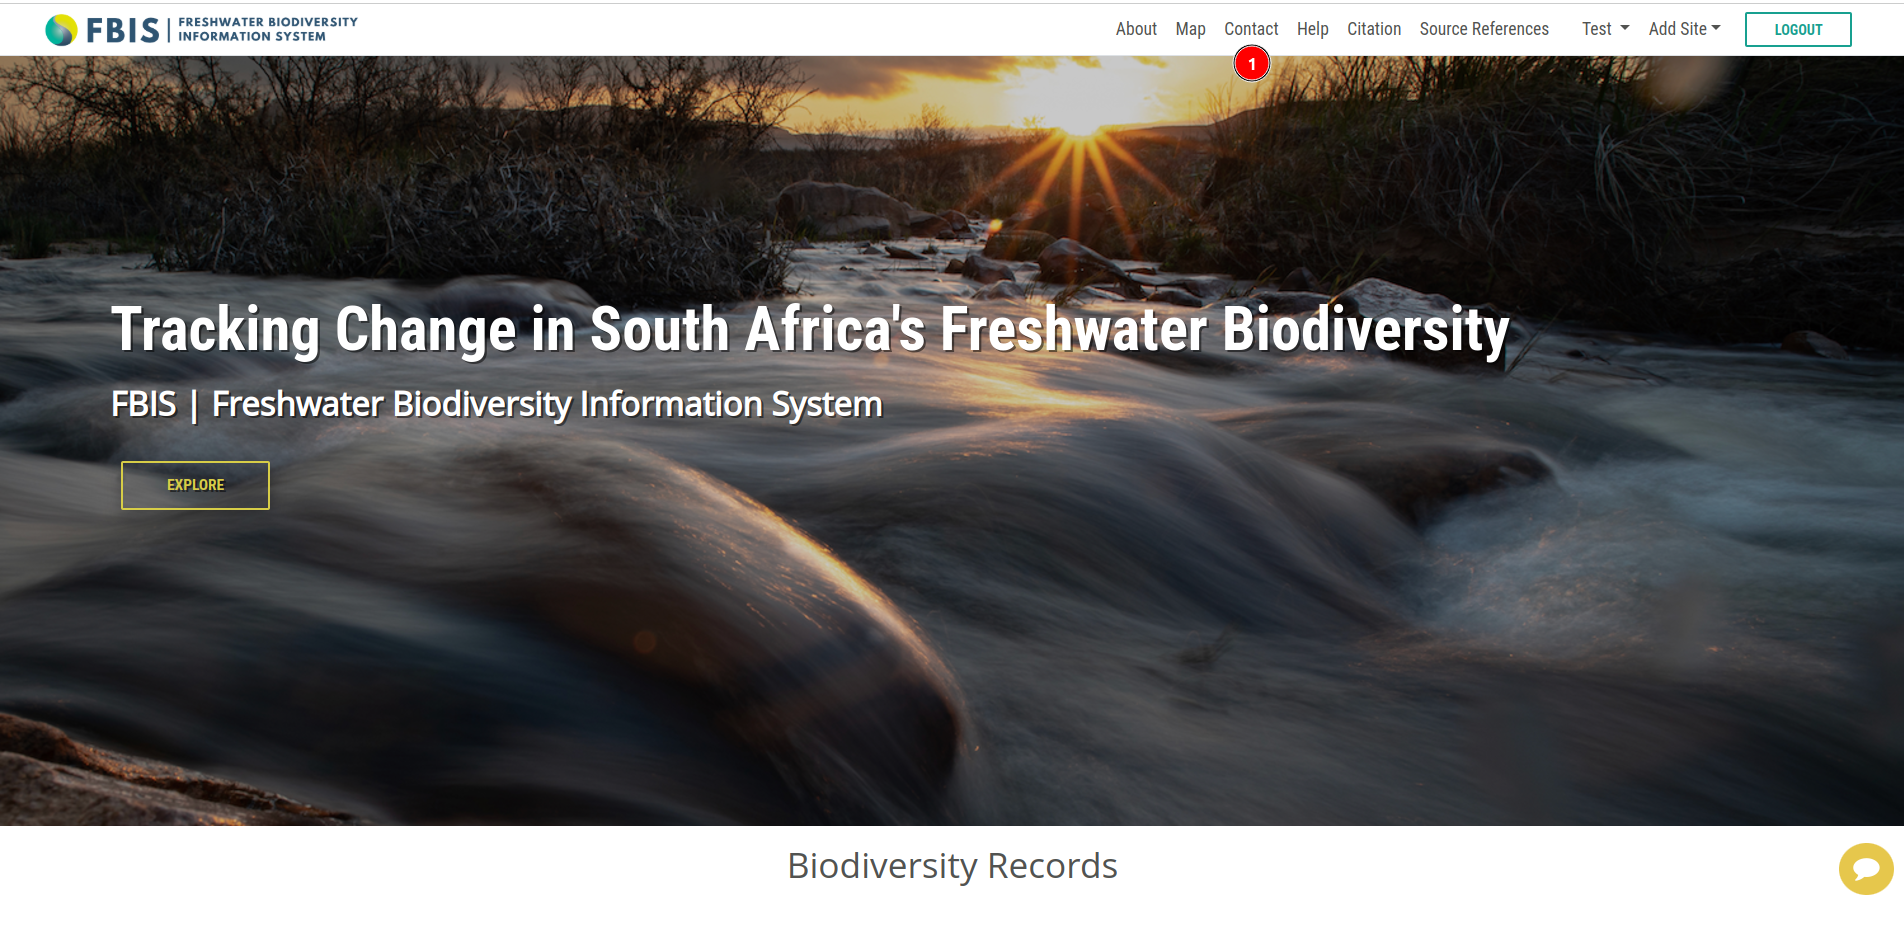 FBIS | FRESHWATER BIODIVERSITY
INFORMATION SYSTEM
About Map Contact Help Citation Source References Test Add Site LOGOUT
1
Tracking Change in South Africa's Freshwater Biodiversity
FBIS | Freshwater Biodiversity Information System
EXPLORE
Biodiversity Records